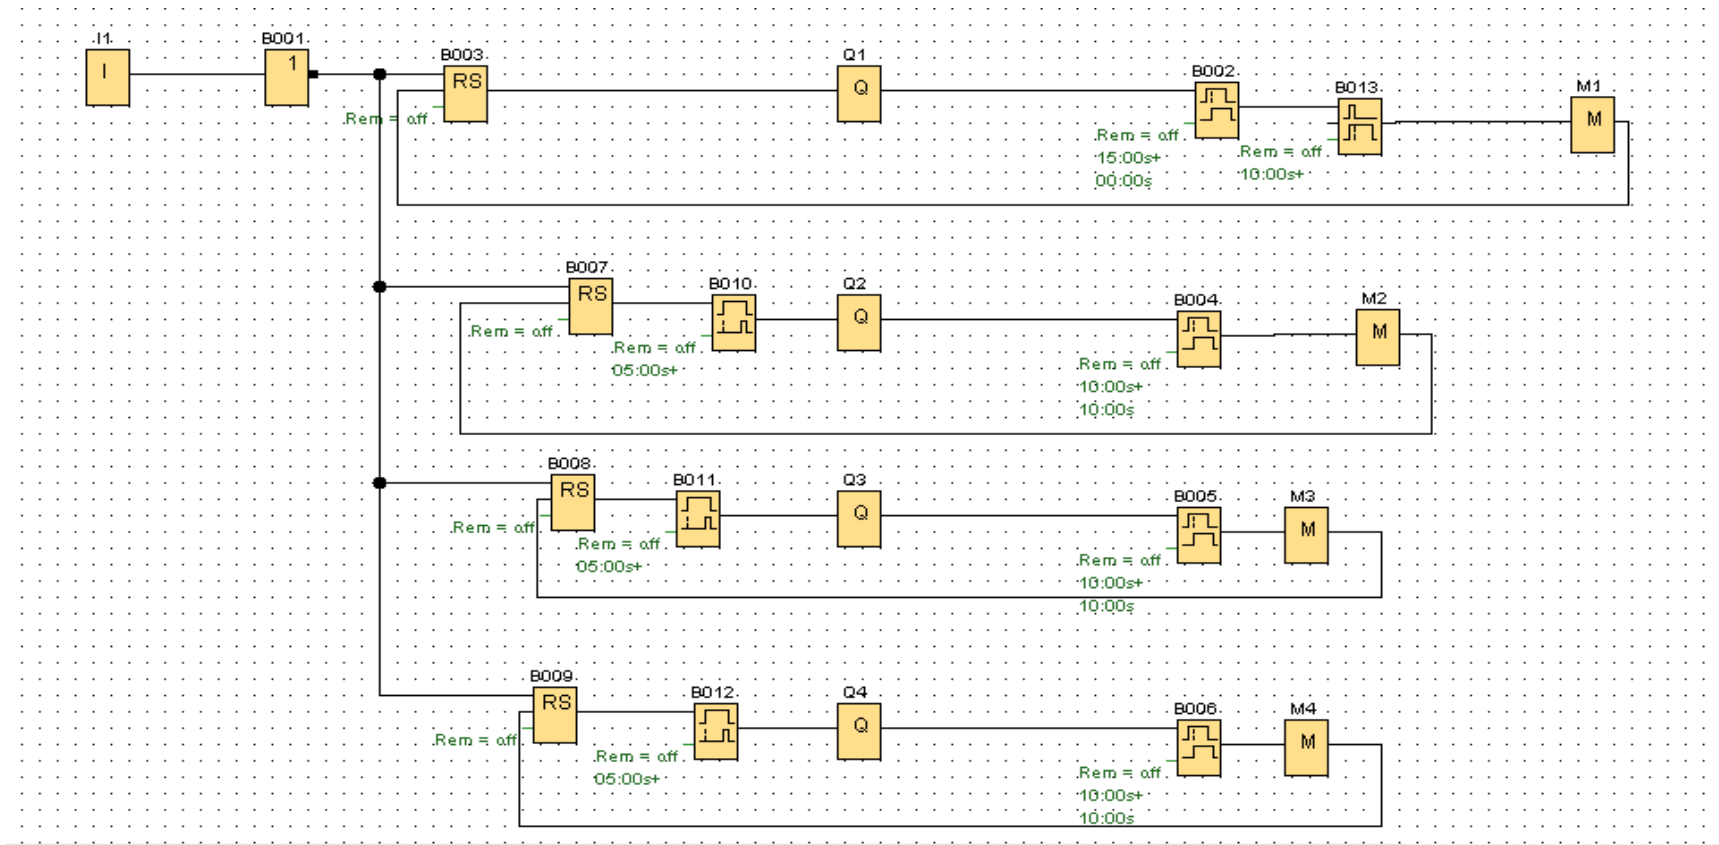 I1
I
B001
1
B003
RS
Rem = off
Q1
Q
B002
Rem = off
15:00s+
00:00s
B013
Rem = off
10:00s+
M1
M
B007
RS
Rem = off
B010
Rem = off
05:00s+
Q2
Q
B004
Rem = off
10:00s+
10:00s
M2
M
B008
RS
Rem = off
B011
Rem = off
05:00s+
Q3
Q
B005
Rem = off
10:00s+
10:00s
M3
M
B009
RS
Rem = off
B012
Rem = off
05:00s+
Q4
Q
B006
Rem = off
10:00s+
10:00s
M4
M